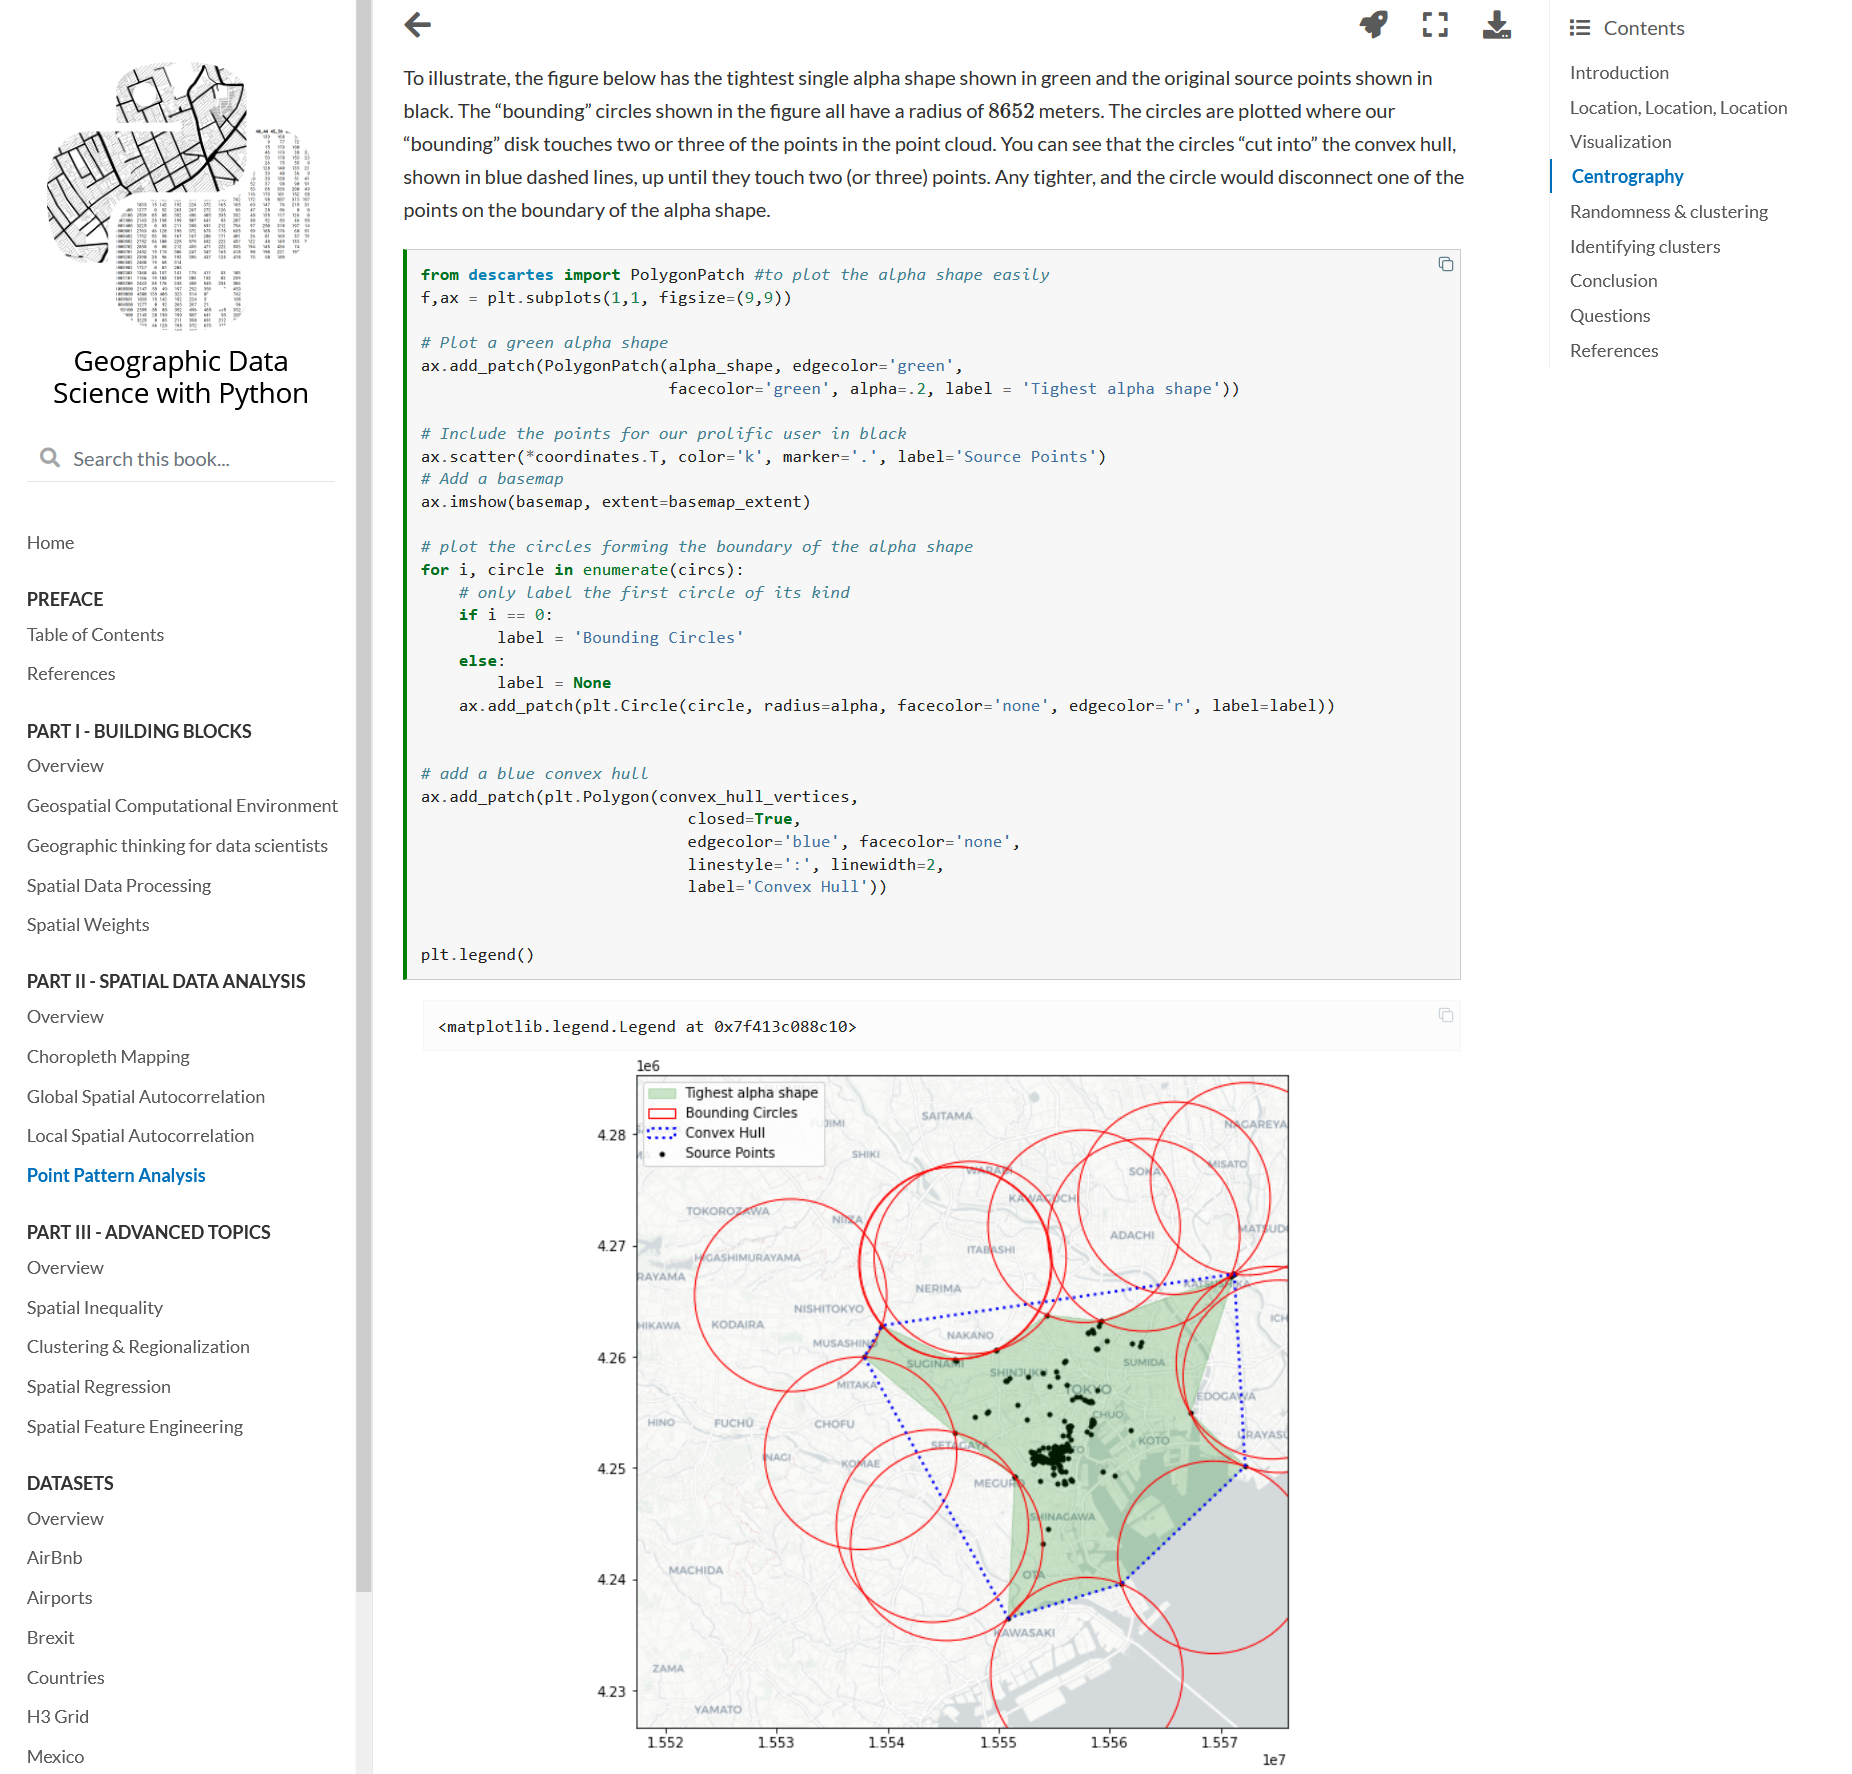 Geographic Data
Science with Python
Search this book...
Home
PREFACE
Table of Contents
References
PART I - BUILDING BLOCKS
Overview
Geospatial Computational Environment
Geographic thinking for data scientists
Spatial Data Processing
Spatial Weights
PART II - SPATIAL DATA ANALYSIS
Overview
Choropleth Mapping
Global Spatial Autocorrelation
Local Spatial Autocorrelation
Point Pattern Analysis
PART III - ADVANCED TOPICS
Overview
Spatial Inequality
Clustering & Regionalization
Spatial Regression
Spatial Feature Engineering
DATASETS
Overview
AirBnb
Airports
Brexit
Countries
H3 Grid
Mexico
To illustrate, the figure below has the tightest single alpha shape shown in green and the original source points shown in
black. The “bounding” circles shown in the figure all have a radius of 8652 meters. The circles are plotted where our
“bounding” disk touches two or three of the points in the point cloud. You can see that the circles “cut into” the convex hull,
shown in blue dashed lines, up until they touch two (or three) points. Any tighter, and the circle would disconnect one of the
points on the boundary of the alpha shape.
from descartes import PolygonPatch #to plot the alpha shape easily
f,ax = plt.subplots(1,1, figsize=(9,9))
# Plot a green alpha shape
ax.add_patch(PolygonPatch(alpha_shape, edgecolor='green',
facecolor='green', alpha=.2, label = 'Tighest alpha shape'))
# Include the points for our prolific user in black
ax.scatter(*coordinates.T, color='k', marker='.', label='Source Points')
# Add a basemap
ax.imshow(basemap, extent=basemap_extent)
# plot the circles forming the boundary of the alpha shape
for i, circle in enumerate(circs):
# only label the first circle of its kind
if i == 0:
label = 'Bounding Circles'
else:
label = None
ax.add_patch(plt.Circle(circle, radius=alpha, facecolor='none', edgecolor='r', label=label))
# add a blue convex hull
ax.add_patch(plt.Polygon(convex_hull_vertices,
closed=True,
edgecolor='blue', facecolor='none',
linestyle=':', linewidth=2,
label='Convex Hull'))
plt.legend()
<matplotlib.legend.Legend at 0x7f413c088c10>
1e6
Tighest alpha shape
Bounding Circles
Convex Hull
Source Points
4.28
4.27
4.26
4.25
4.24
4.23
1.552 1.553 1.554 1.555 1.556 1.557
1e7
SAITAMA
NAGAREYA
SHIKI
WARABI
SOKA
MISATO
KAWAGUCHI
TOKOROZAWA
NIIZA
MATSUD
ADACHI
ITABASHI
HIGASHIMURAYAMA
RAYAMA
NERIMA
NISHITOKYO
HIKAWA
KODAIRA
ICH
NAKANO
MUSASHINO
SUGINAMI
SHINJUKU
SUMIDA
MITAKA
TOKYO
EDOGAWA
CHUO
HINO
FUCHŪ
CHOFU
KOTO
URAYASU
SETAGAYA
INAGI
KOMAE
MEGURO
SHINAGAWA
MACHIDA
OTA
KAWASAKI
ZAMA
YAMATO
Contents
Introduction
Location, Location, Location
Visualization
Centrography
Randomness & clustering
Identifying clusters
Conclusion
Questions
References